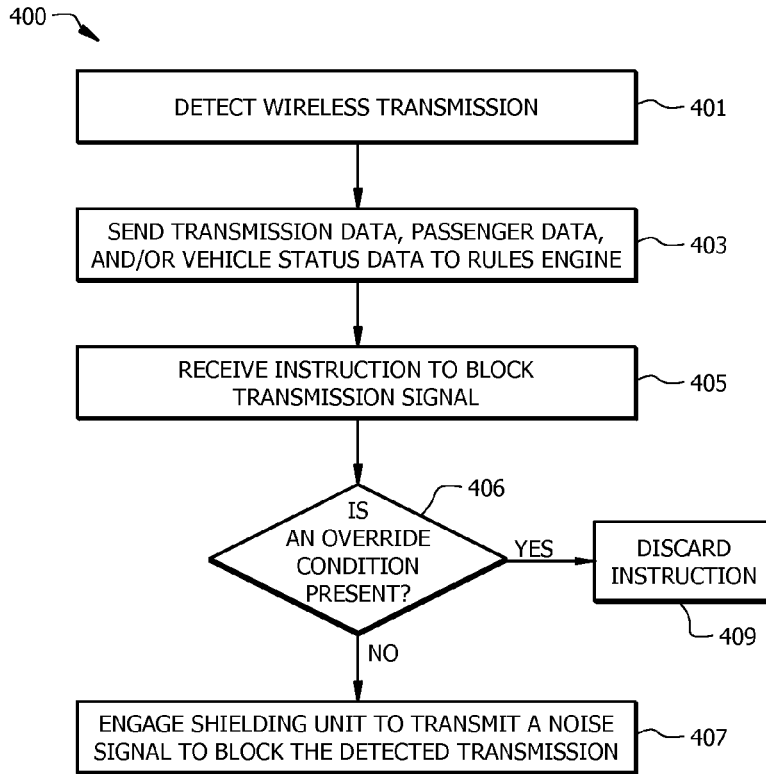 400
DETECT WIRELESS TRANSMISSION
401
SEND TRANSMISSION DATA, PASSENGER DATA,
AND/OR VEHICLE STATUS DATA TO RULES ENGINE
403
RECEIVE INSTRUCTION TO BLOCK
TRANSMISSION SIGNAL
405
406
IS
AN OVERRIDE
CONDITION
PRESENT?
YES
DISCARD
INSTRUCTION
409
NO
ENGAGE SHIELDING UNIT TO TRANSMIT A NOISE
SIGNAL TO BLOCK THE DETECTED TRANSMISSION
407